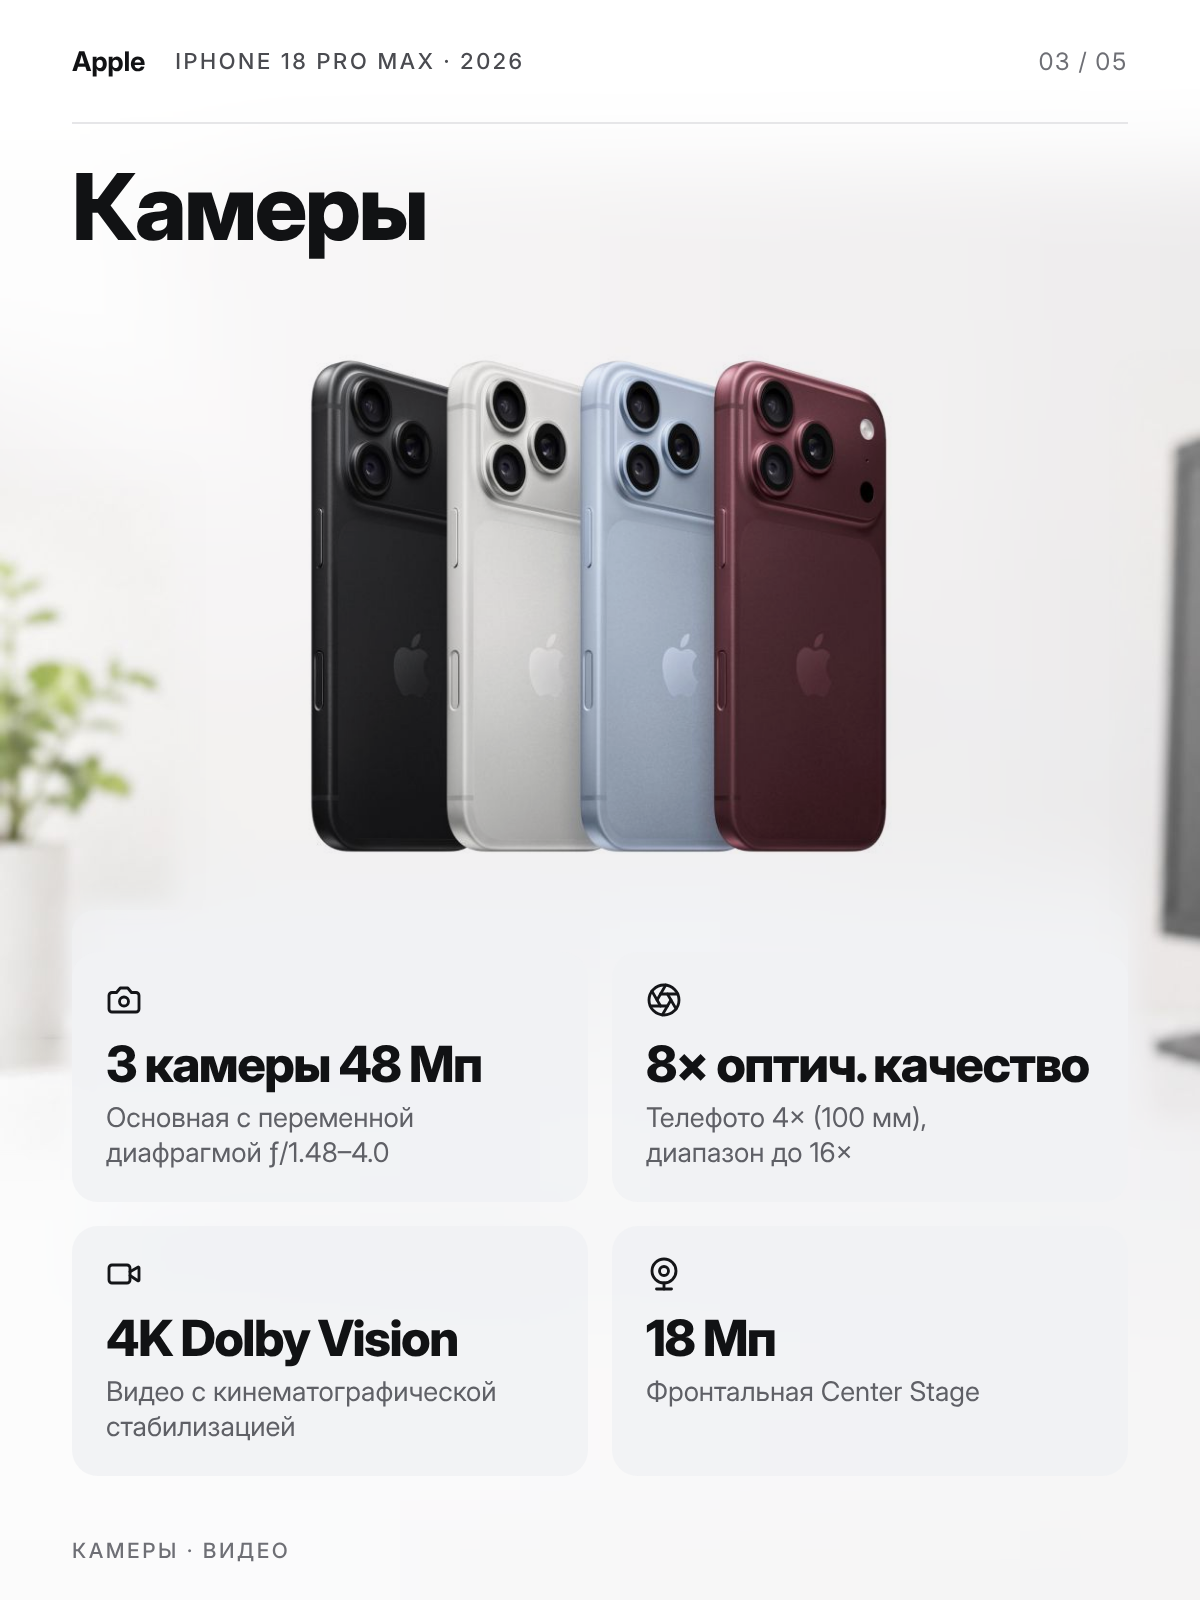 Apple IPHONE 18 PRO MAX · 2026 03 / 05
Камеры
3 камеры 48 Мп
Основная с переменной
диафрагмой ƒ/1.48–4.0
8× оптич. качество
Телефото 4× (100 мм),
диапазон до 16×
4K Dolby Vision
Видео с кинематографической
стабилизацией
18 Мп
Фронтальная Center Stage
КАМЕРЫ · ВИДЕО